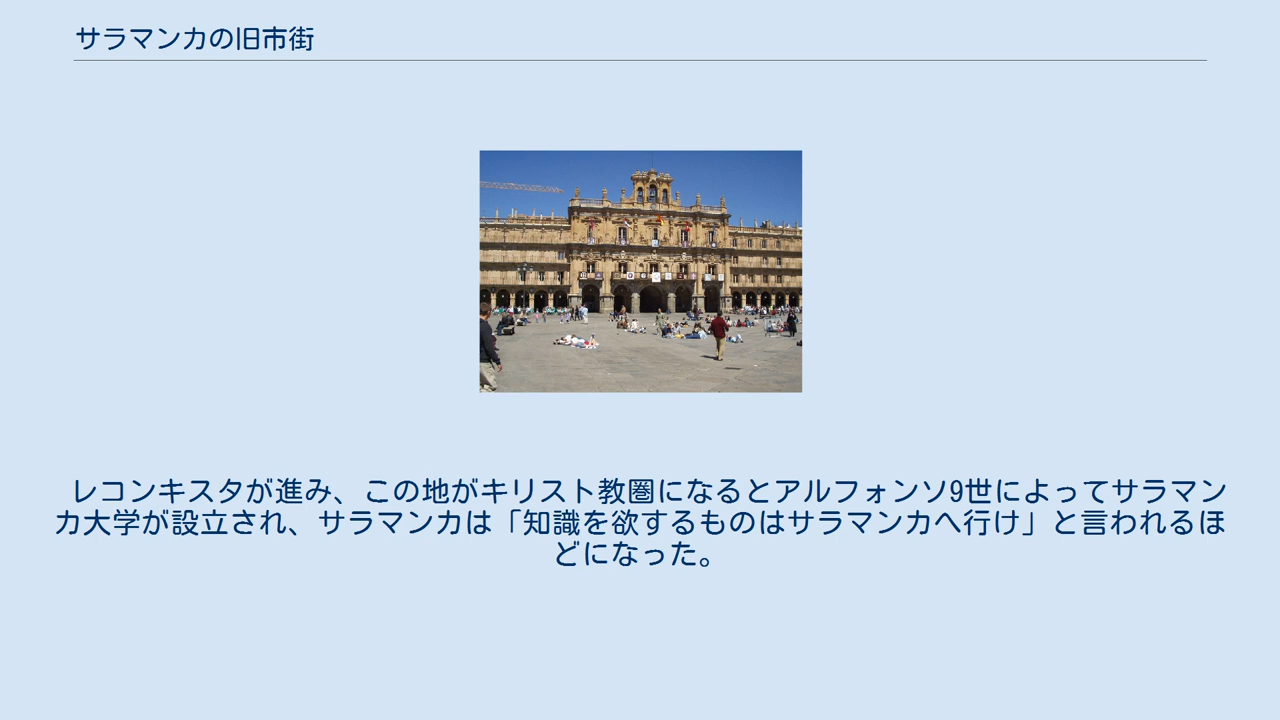 サラマンカの旧市街
レコンキスタが進み、この地がキリスト教圏になるとアルフォンソ9世によってサラマン
カ大学が設立され、サラマンカは「知識を欲するものはサラマンカへ行け」と言われるほ
どになった。